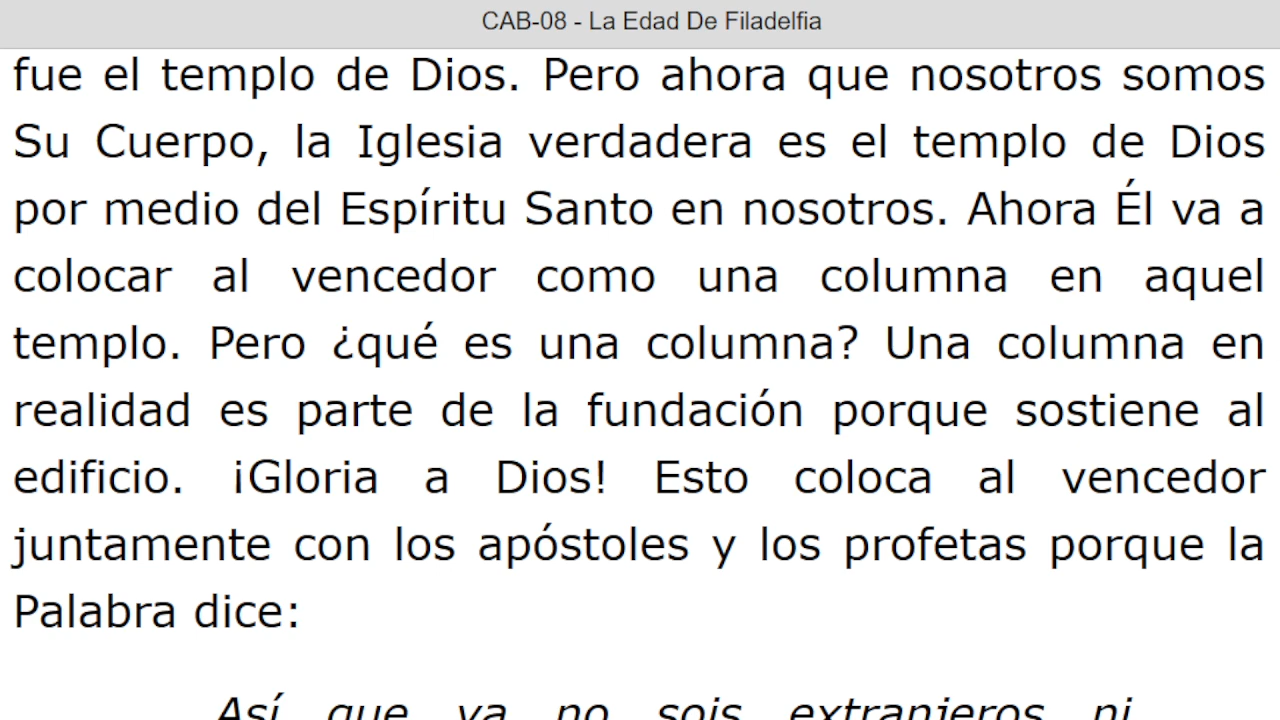 CAB-08 - La Edad De Filadelfia
fue el templo de Dios. Pero ahora que nosotros somos
Su Cuerpo, la Iglesia verdadera es el templo de Dios
por medio del Espíritu Santo en nosotros. Ahora Él va a
colocar al vencedor como una columna en aquel
templo. Pero ¿qué es una columna? Una columna en
realidad es parte de la fundación porque sostiene al
edificio. ¡Gloria a Dios! Esto coloca al vencedor
juntamente con los apóstoles y los profetas porque la
Palabra dice:
Así que ya no sois extranjeros ni